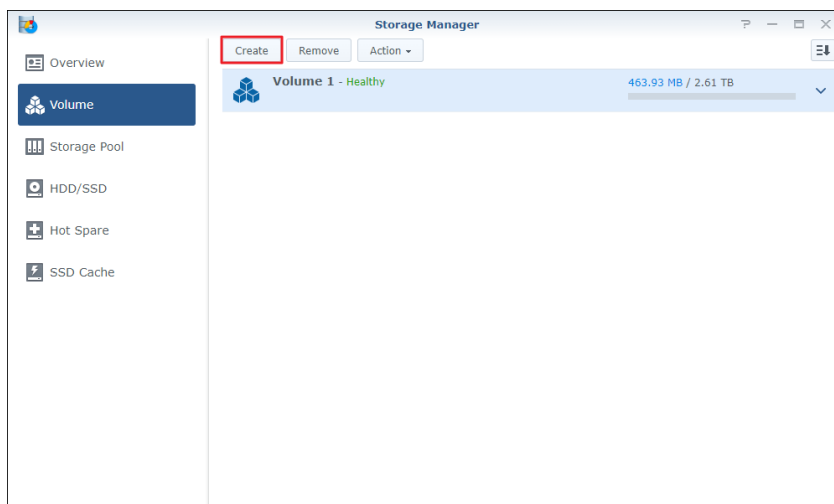 Storage Manager
Overview
Volume
Storage Pool
HDD/SSD
Hot Spare
SSD Cache
Create Remove Action
Volume 1 - Healthy 463.93 MB / 2.61 TB